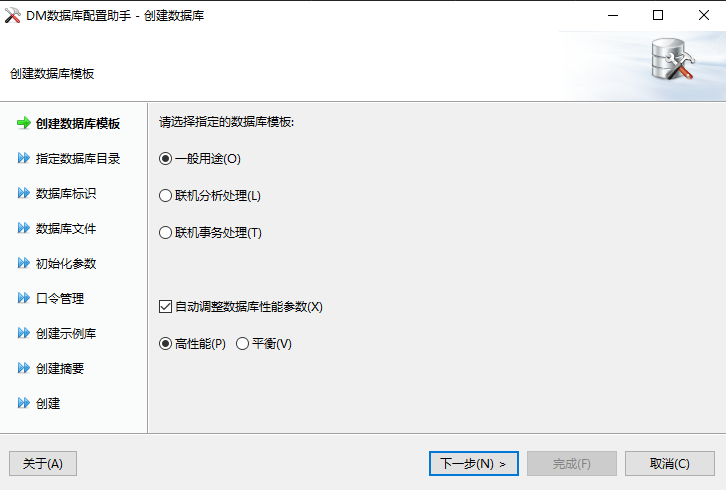 DM数据库配置助手 - 创建数据库
创建数据库模板
创建数据库模板
指定数据库目录
数据库标识
数据库文件
初始化参数
口令管理
创建示例库
创建摘要
创建
请选择指定的数据库模板:
一般用途(O)
联机分析处理(L)
联机事务处理(T)
自动调整数据库性能参数(X)
高性能(P) 平衡(V)
关于(A) 下一步(N) > 完成(F) 取消(C)